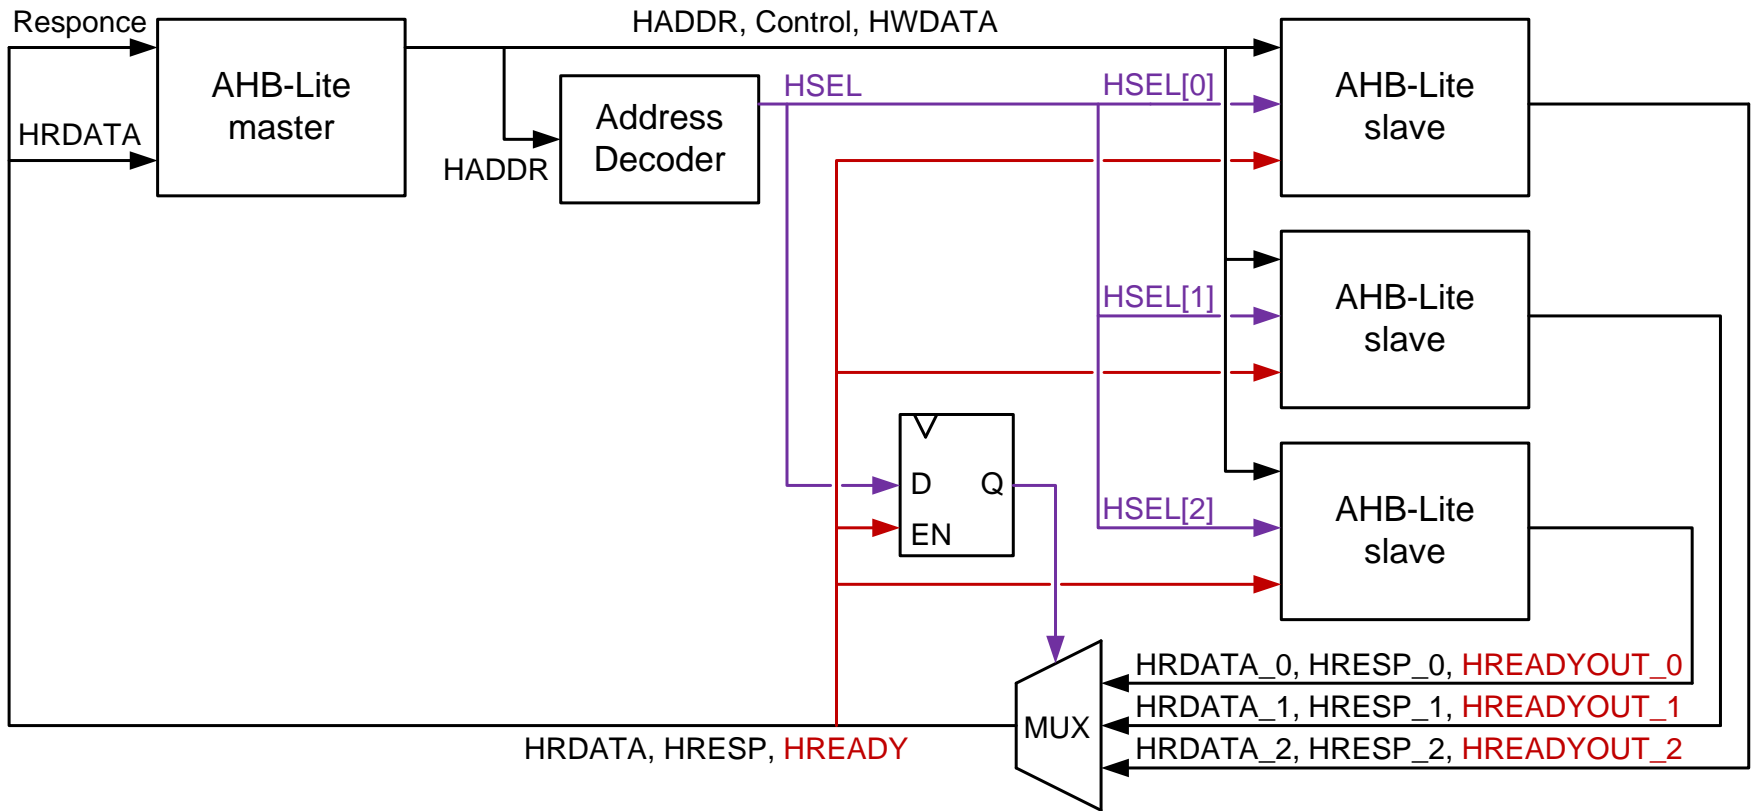 Responce
HADDR, Control, HWDATA
AHB-Lite
master
HRDATA
HADDR
Address
Decoder
HSEL
HSEL[0]
AHB-Lite
slave
HSEL[1]
AHB-Lite
slave
D
Q
EN
HSEL[2]
AHB-Lite
slave
MUX
HRDATA_0, HRESP_0, HREADYOUT_0
HRDATA_1, HRESP_1, HREADYOUT_1
HRDATA_2, HRESP_2, HREADYOUT_2
HRDATA, HRESP, HREADY